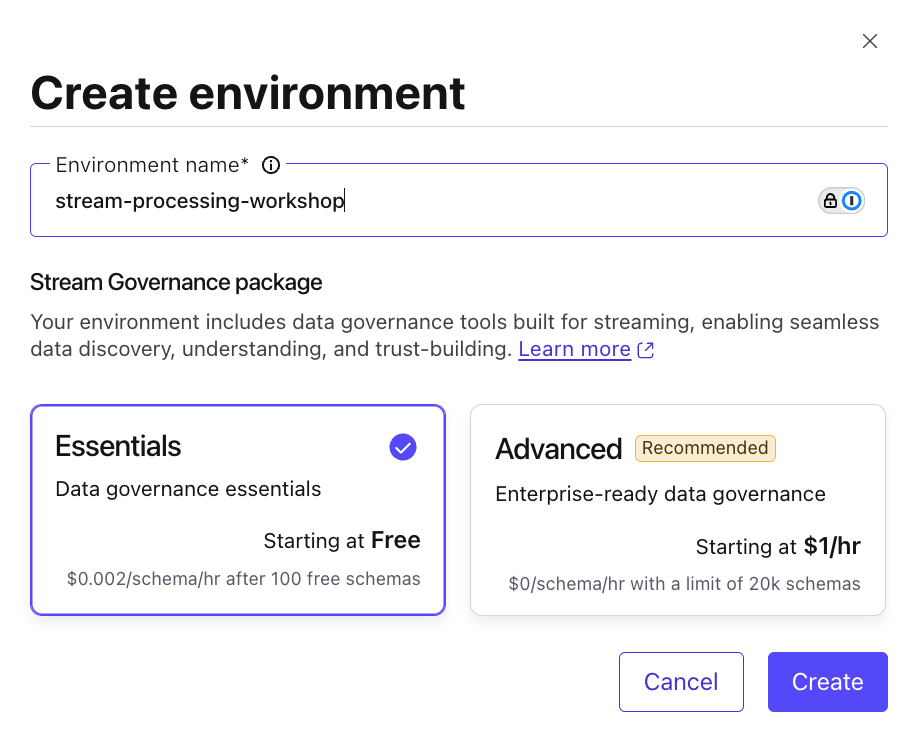 Create environment
Environment name*
stream-processing-workshop
Stream Governance package
Your environment includes data governance tools built for streaming, enabling seamless
data discovery, understanding, and trust-building. Learn more
Essentials
Data governance essentials
Starting at Free
$0.002/schema/hr after 100 free schemas
Advanced Recommended
Enterprise-ready data governance
Starting at $1/hr
$0/schema/hr with a limit of 20k schemas
Cancel
Create